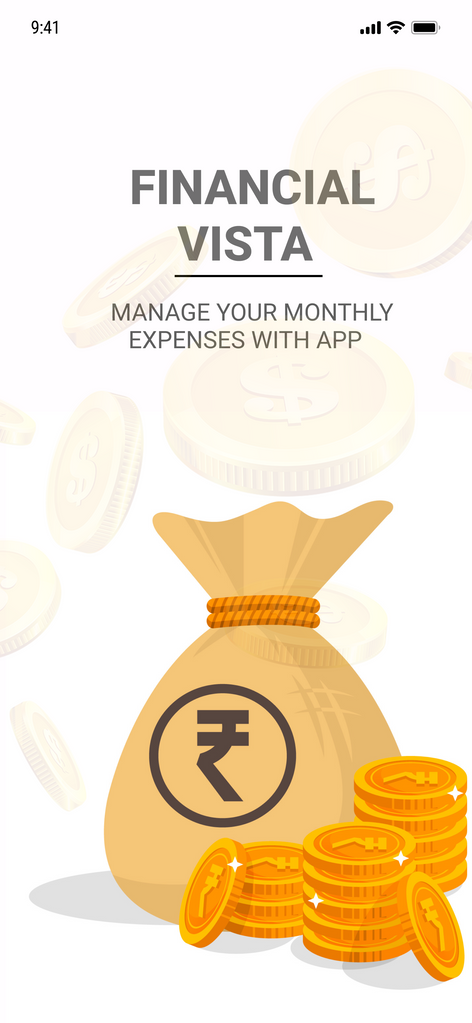 9:41
FINANCIAL
VISTA
MANAGE YOUR MONTHLY
EXPENSES WITH APP
$
$
$
₹
₹
₹
₹
₹
₹